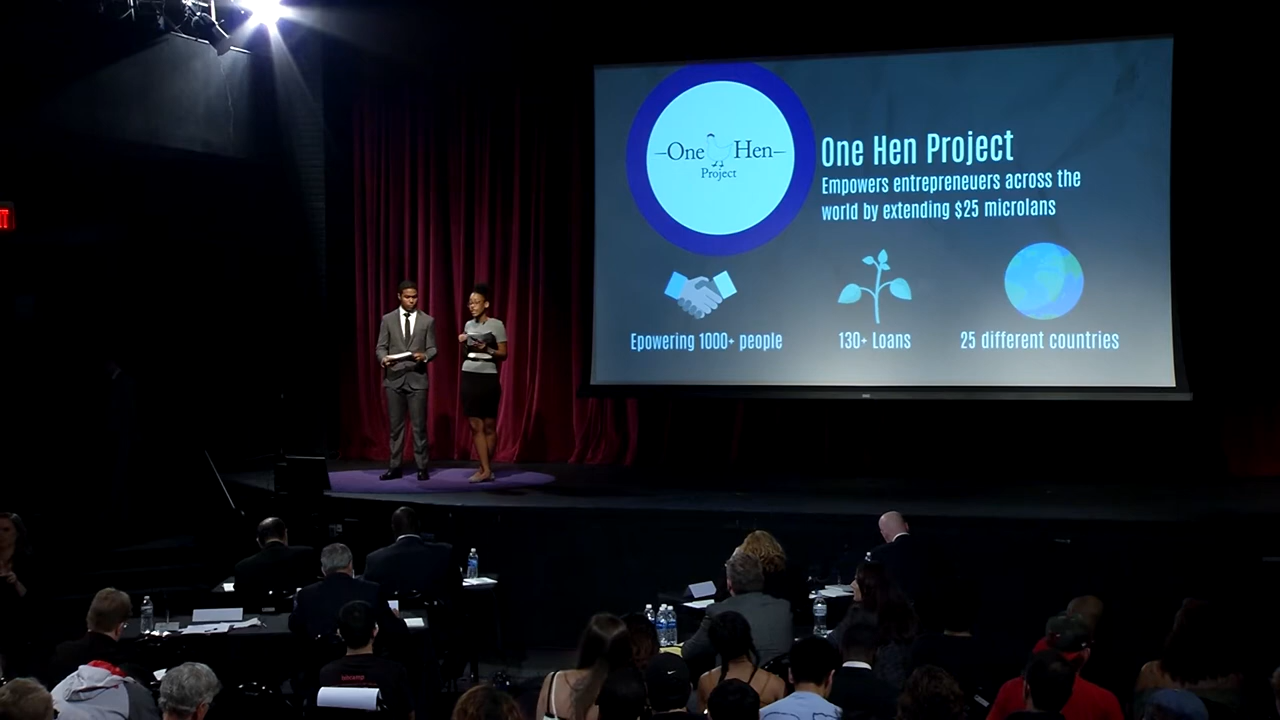 One Hen
Project
One Hen Project
Empowers entrepreneuers across the
world by extending $25 microlans
Epowering 1000+ people
130+ Loans
25 different countries